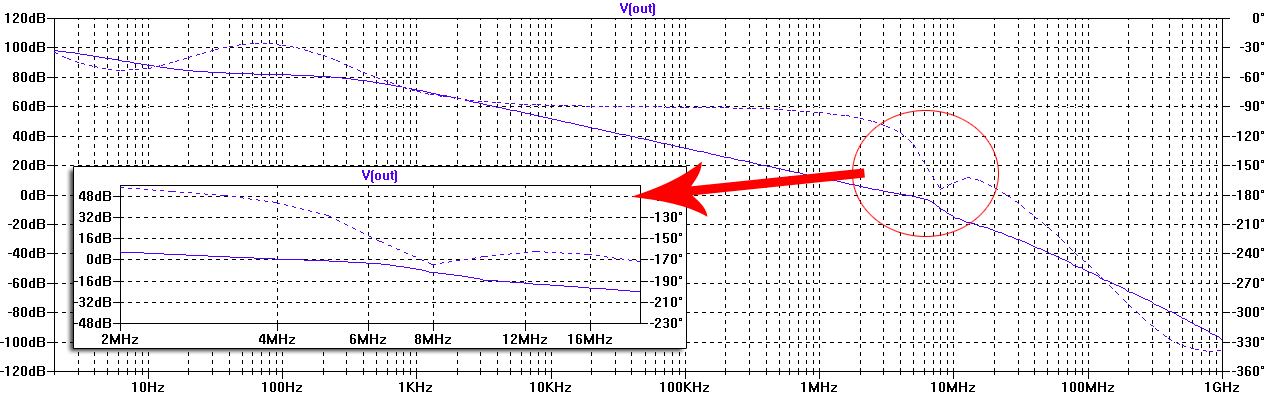 V(out)
120dB 0°
100dB -30°
80dB -60°
60dB -90°
40dB -120°
20dB -150°
0dB -180°
-20dB -210°
-40dB -240°
-60dB -270°
-80dB -300°
-100dB -330°
-120dB -360°
10Hz 100Hz 1KHz 10KHz 100KHz 1MHz 10MHz 100MHz 1GHz
V(out)
48dB
32dB -130°
16dB -150°
0dB -170°
-16dB -190°
-32dB -210°
-48dB -230°
2MHz 4MHz 6MHz 8MHz 12MHz 16MHz